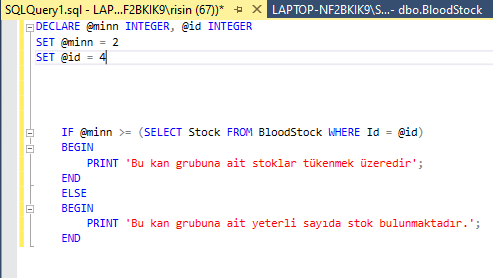 SQLQuery1.sql - LAP...F2BKIK9\risin (67))* LAPTOP-NF2BKIK9\S...- dbo.BloodStock
DECLARE @minn INTEGER, @id INTEGER
SET @minn = 2
SET @id = 4
IF @minn >= (SELECT Stock FROM BloodStock WHERE Id = @id)
BEGIN
PRINT 'Bu kan grubuna ait stoklar tükenmek üzeredir';
END
ELSE
BEGIN
PRINT 'Bu kan grubuna ait yeterli sayıda stok bulunmaktadır.';
END